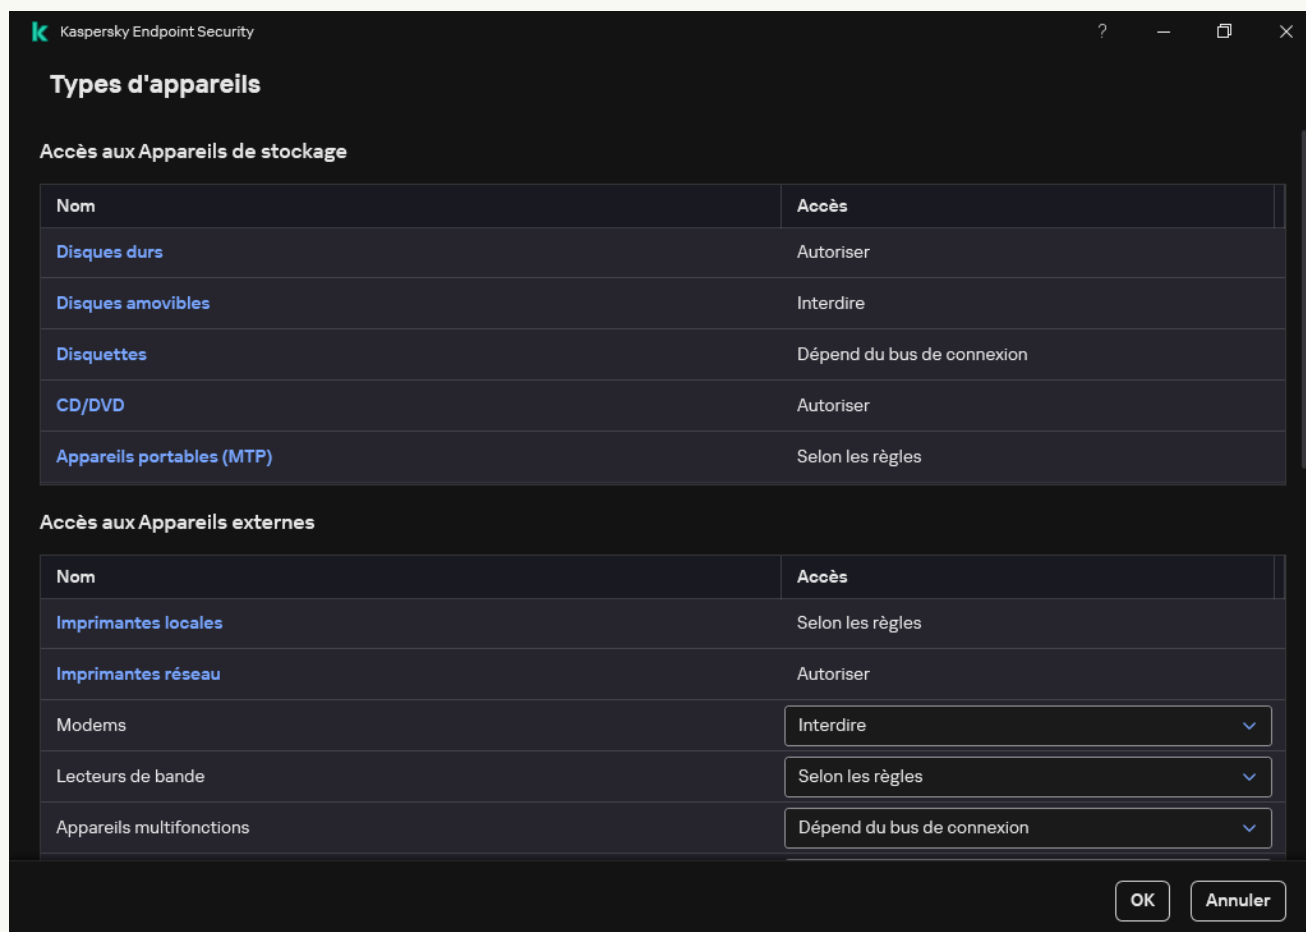 Kaspersky Endpoint Security
Types d'appareils
Accès aux Appareils de stockage
Nom Accès
Disques durs Autoriser
Disques amovibles Interdire
Disquettes Dépend du bus de connexion
CD/DVD Autoriser
Appareils portables (MTP) Selon les règles
Accès aux Appareils externes
Nom Accès
Imprimantes locales Selon les règles
Imprimantes réseau Autoriser
Modems Interdire
Lecteurs de bande Selon les règles
Appareils multifonctions Dépend du bus de connexion
OK Annuler